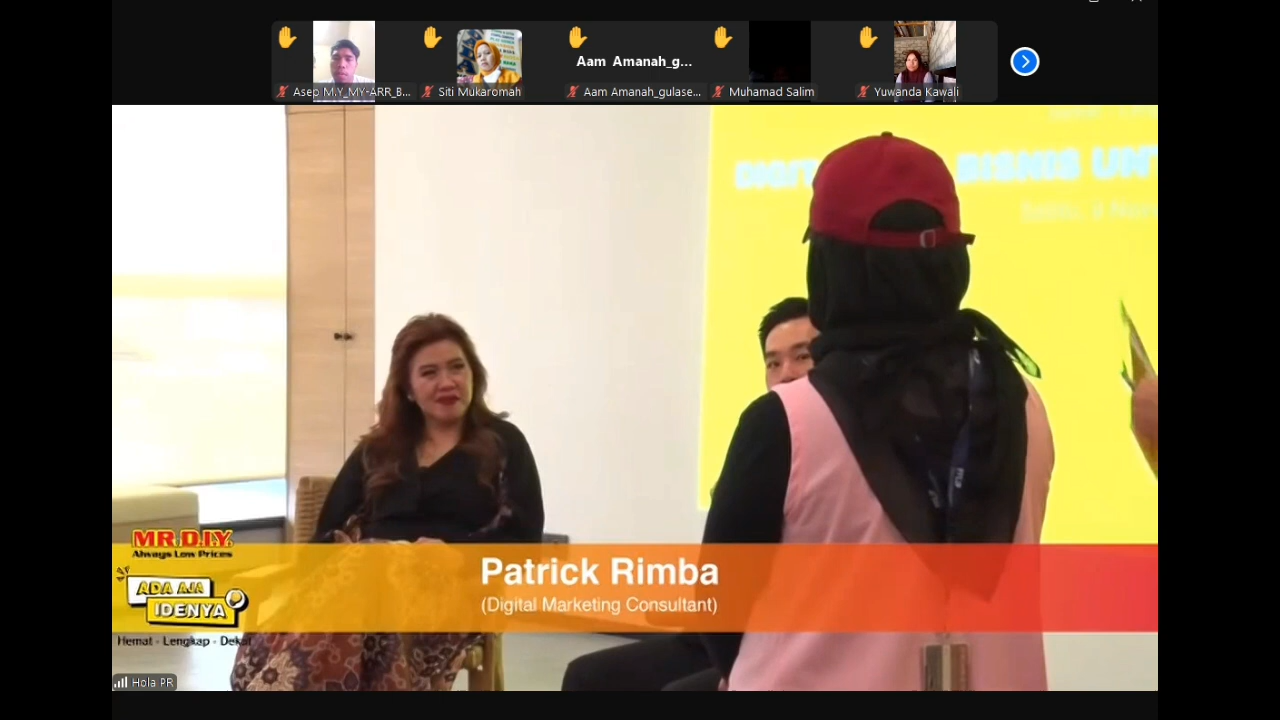 Aam Amanah_g...
Asep M.Y_MY-ARR_B...
Siti Mukaromah
Aam Amanah_gulase...
Muhamad Salim
Yuwanda Kawali
BISNIS
MR.D.I.Y.
Always Low Prices
ADA AJA
IDENYA
Hemat - Lengkap - Dekat
Patrick Rimba
(Digital Marketing Consultant)
Hola PR